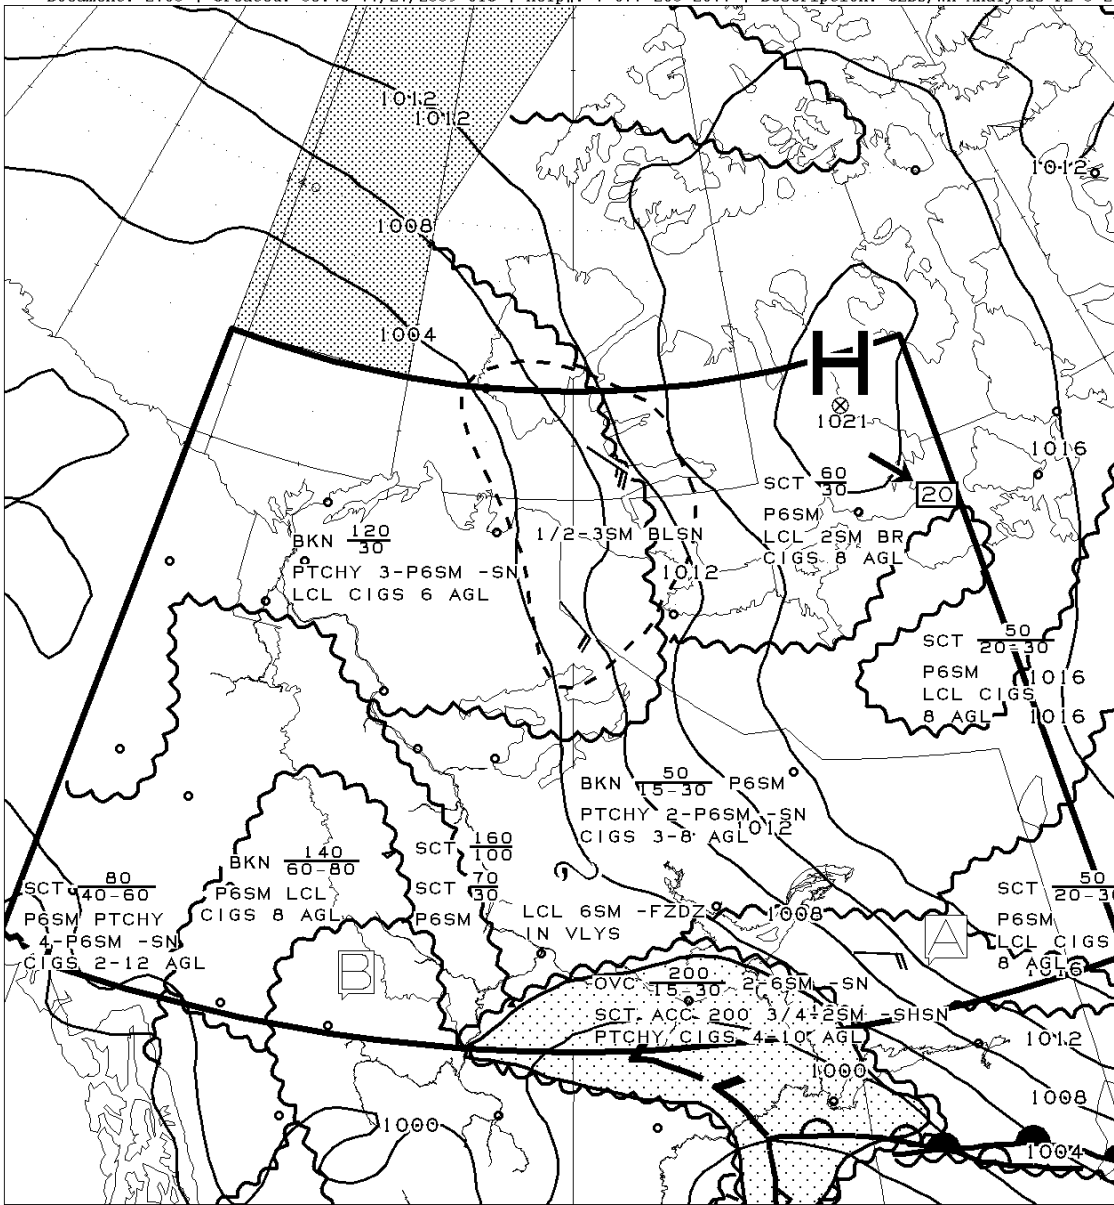 1012
1012
1012
1008
1004
H
1021
1016
SCT 60/30
P6SM
LCL 2SM BR
CIGS 8 AGL
20
BKN 120/30
PTCHY 3-P6SM -SN
LCL CIGS 6 AGL
1/2-3SM BLSN
1012
SCT 50/20-30
P6SM
LCL CIGS
8 AGL
1016
1016
BKN 50/15-30 P6SM
PTCHY 2-P6SM -SN
CIGS 3-8 AGL
1012
SCT 160/100
SCT 70/30
P6SM
BKN 140/60-80
P6SM LCL
CIGS 8 AGL
SCT 80/40-60
P6SM PTCHY
4-P6SM -SN
CIGS 2-12 AGL
LCL 6SM -FZDZ
IN VLYS
1008
SCT 50/20-30
P6SM
LCL CIGS
8 AGL
1016
A
B
OVC 200/15-30 2-6SM -SN
SCT ACC 200 3/4-2SM -SHSN
PTCHY CIGS 4-10 AGL
1012
1000
1008
1000
1004